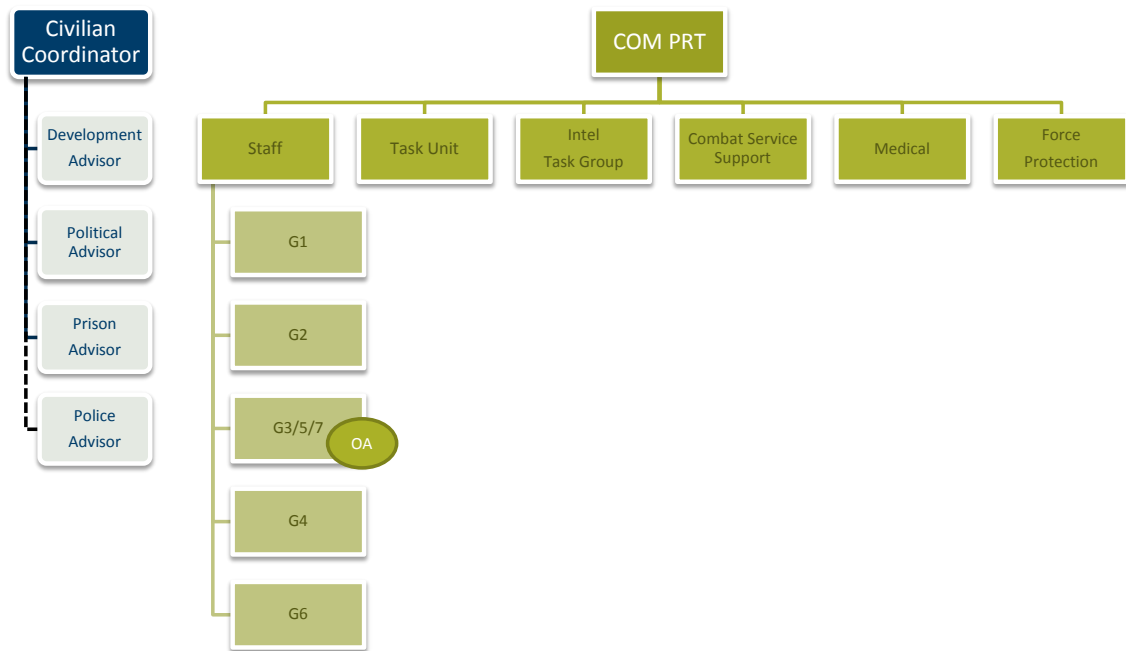 Civilian
Coordinator
Development
Advisor
Political
Advisor
Prison
Advisor
Police
Advisor
COM PRT
Staff
Task Unit
Intel
Task Group
Combat Service
Support
Medical
Force
Protection
G1
G2
G3/5/7
OA
G4
G6